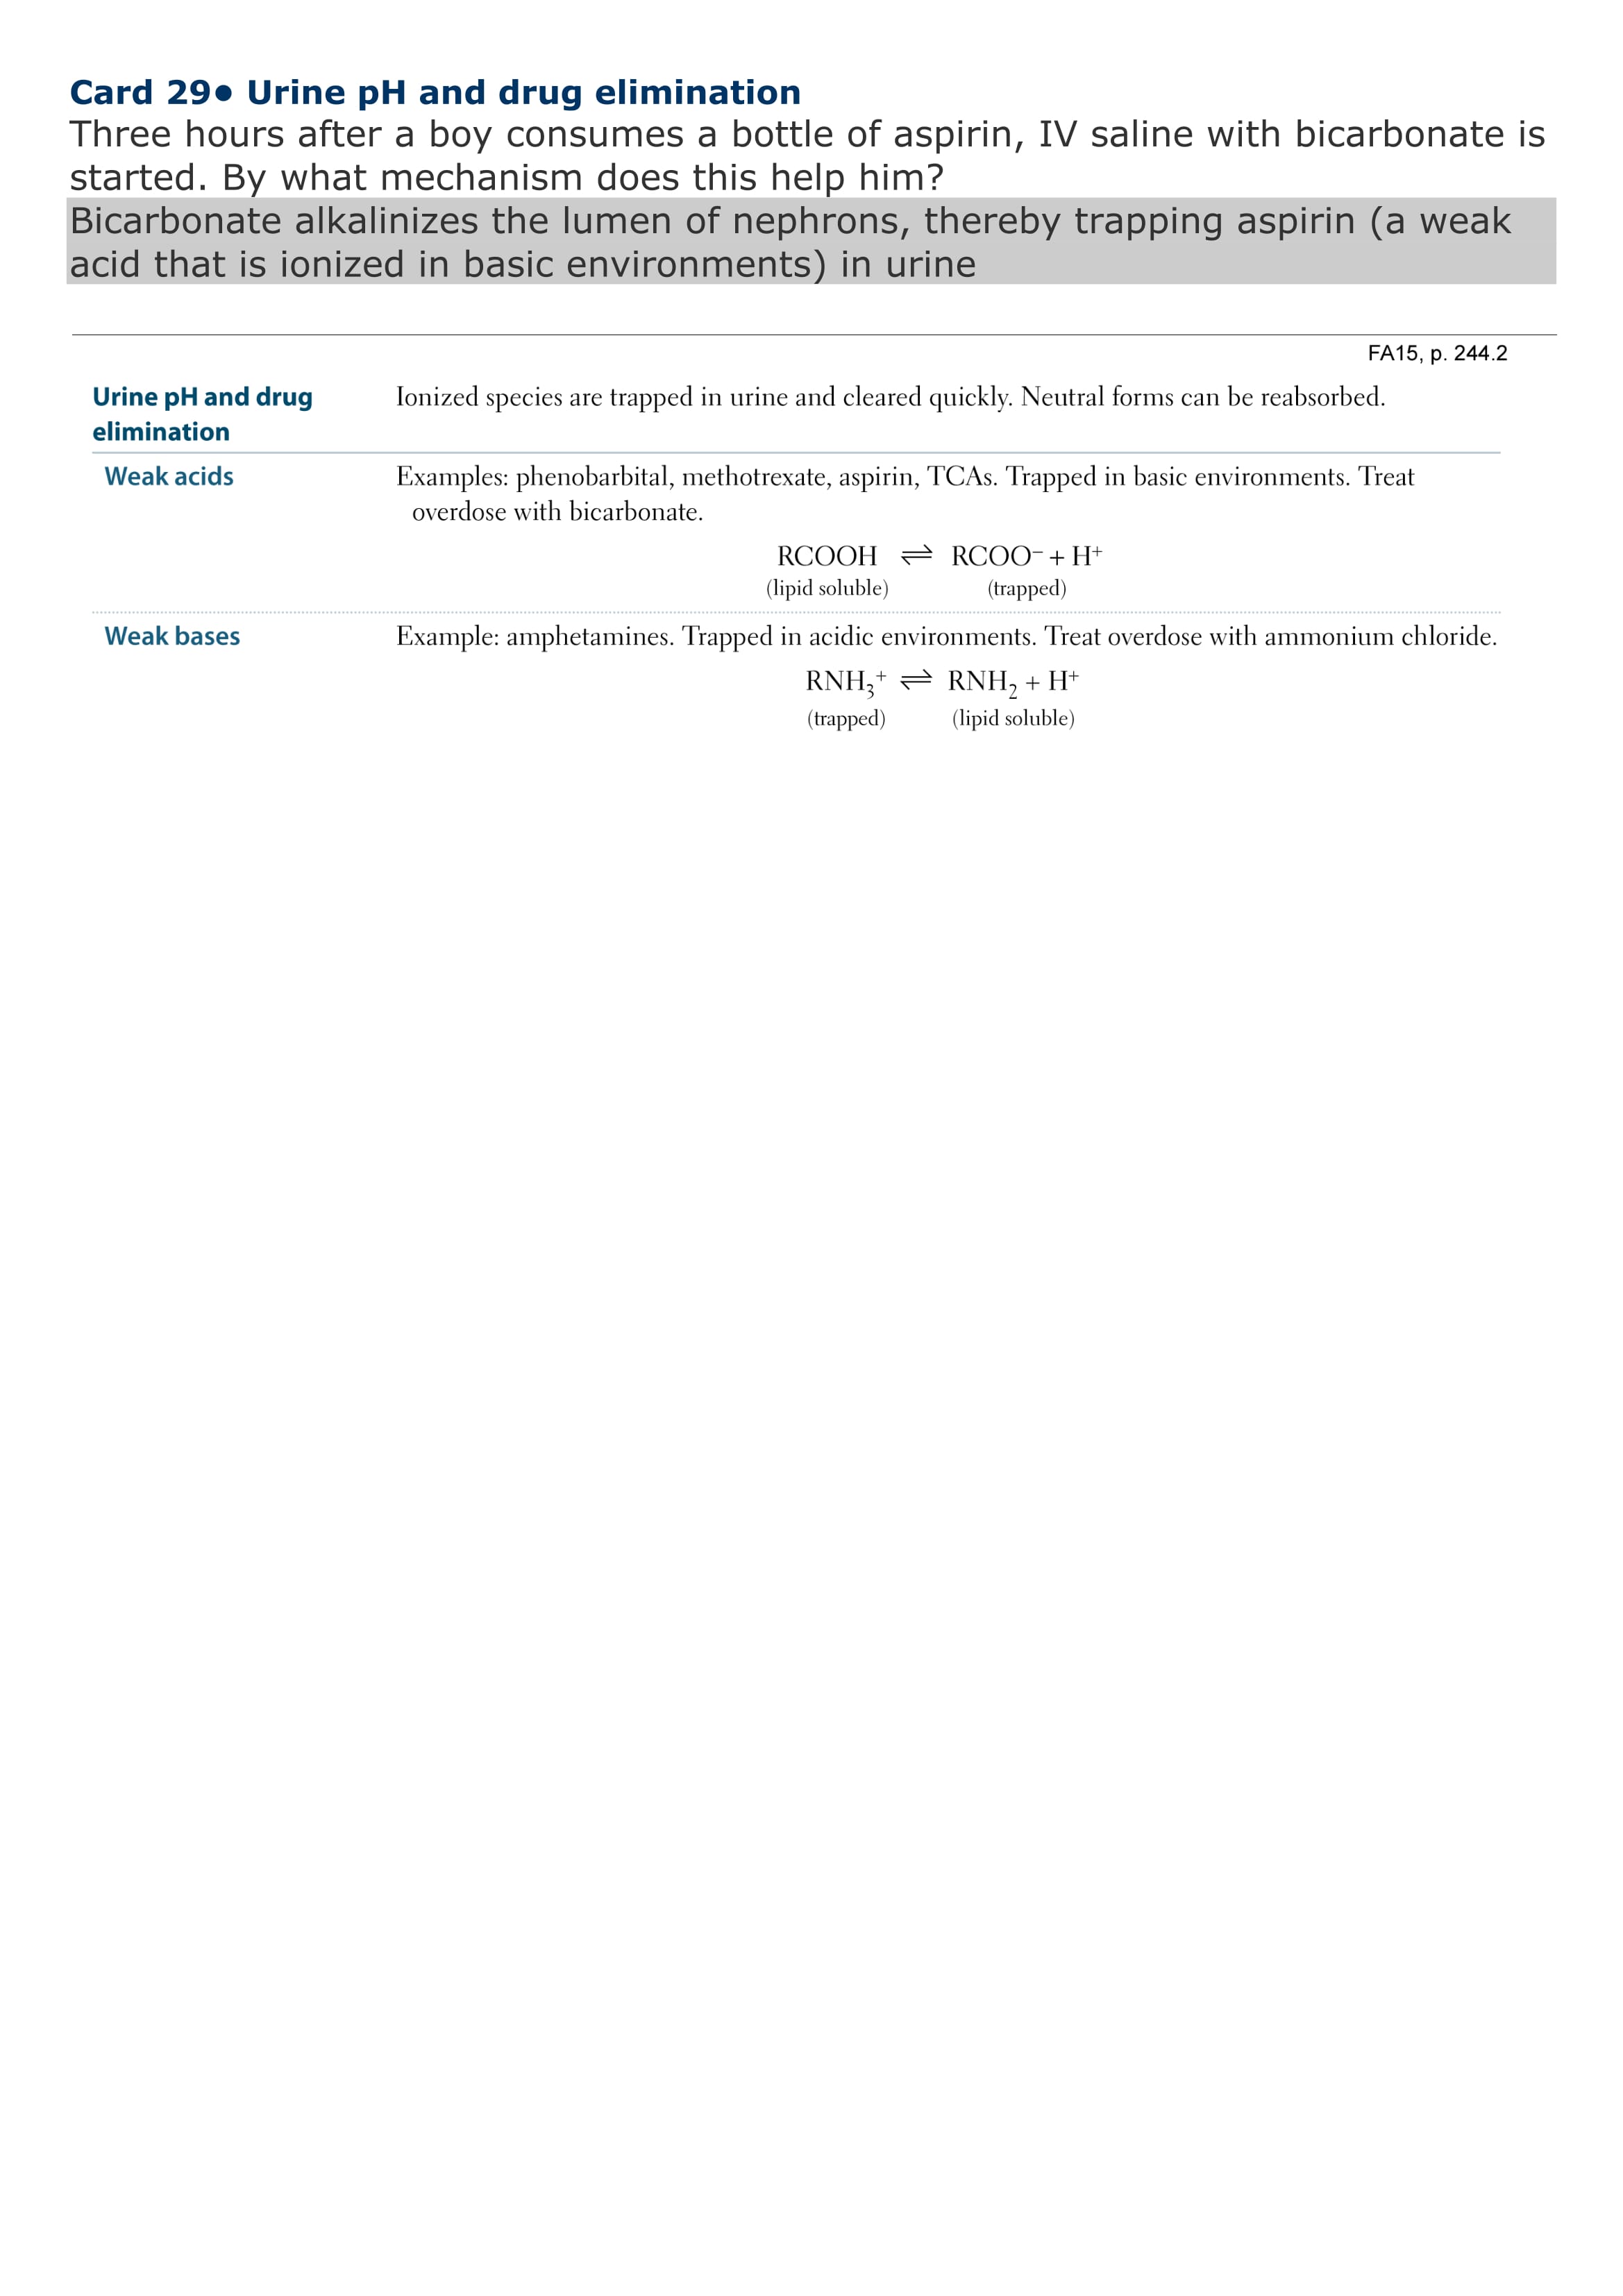 Card 29● Urine pH and drug elimination
Three hours after a boy consumes a bottle of aspirin, IV saline with bicarbonate is
started. By what mechanism does this help him?
Bicarbonate alkalinizes the lumen of nephrons, thereby trapping aspirin (a weak
acid that is ionized in basic environments) in urine
FA15, p. 244.2
Urine pH and drug
elimination
Ionized species are trapped in urine and cleared quickly. Neutral forms can be reabsorbed.
Weak acids
Examples: phenobarbital, methotrexate, aspirin, TCAs. Trapped in basic environments. Treat
overdose with bicarbonate.
RCOOH ⇌ RCOO⁻ + H⁺
(lipid soluble) (trapped)
Weak bases
Example: amphetamines. Trapped in acidic environments. Treat overdose with ammonium chloride.
RNH₃⁺ ⇌ RNH₂ + H⁺
(trapped) (lipid soluble)